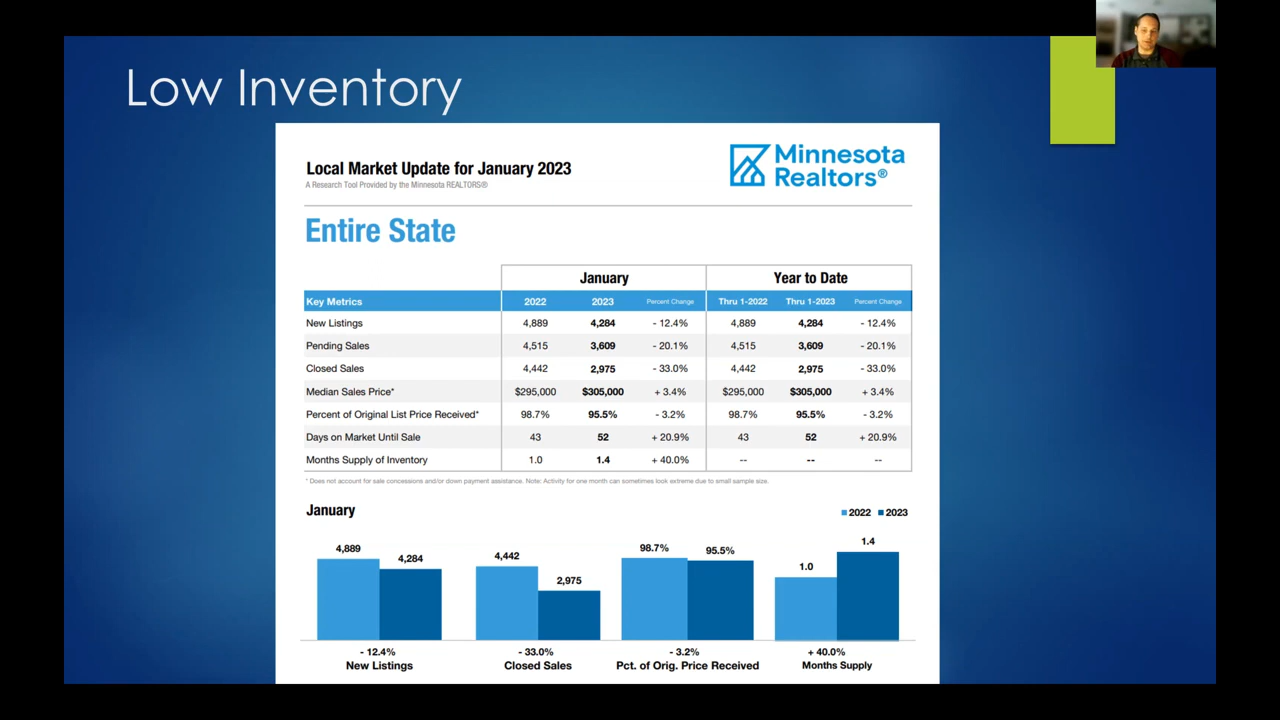 Low Inventory
Local Market Update for January 2023
A Research Tool Provided by the Minnesota REALTORS®
Minnesota
Realtors®
Entire State
January Year to Date
Key Metrics 2022 2023 Percent Change Thru 1-2022 Thru 1-2023 Percent Change
New Listings 4,889 4,284 - 12.4% 4,889 4,284 - 12.4%
Pending Sales 4,515 3,609 - 20.1% 4,515 3,609 - 20.1%
Closed Sales 4,442 2,975 - 33.0% 4,442 2,975 - 33.0%
Median Sales Price* $295,000 $305,000 + 3.4% $295,000 $305,000 + 3.4%
Percent of Original List Price Received* 98.7% 95.5% - 3.2% 98.7% 95.5% - 3.2%
Days on Market Until Sale 43 52 + 20.9% 43 52 + 20.9%
Months Supply of Inventory 1.0 1.4 + 40.0% -- -- --
* Does not account for sale concessions and/or down payment assistance. Note: Activity for one month can sometimes look extreme due to small sample size.
January 2022 2023
4,889 4,284 4,442 2,975 98.7% 95.5% 1.0 1.4
- 12.4% - 33.0% - 3.2% + 40.0%
New Listings Closed Sales Pct. of Orig. Price Received Months Supply